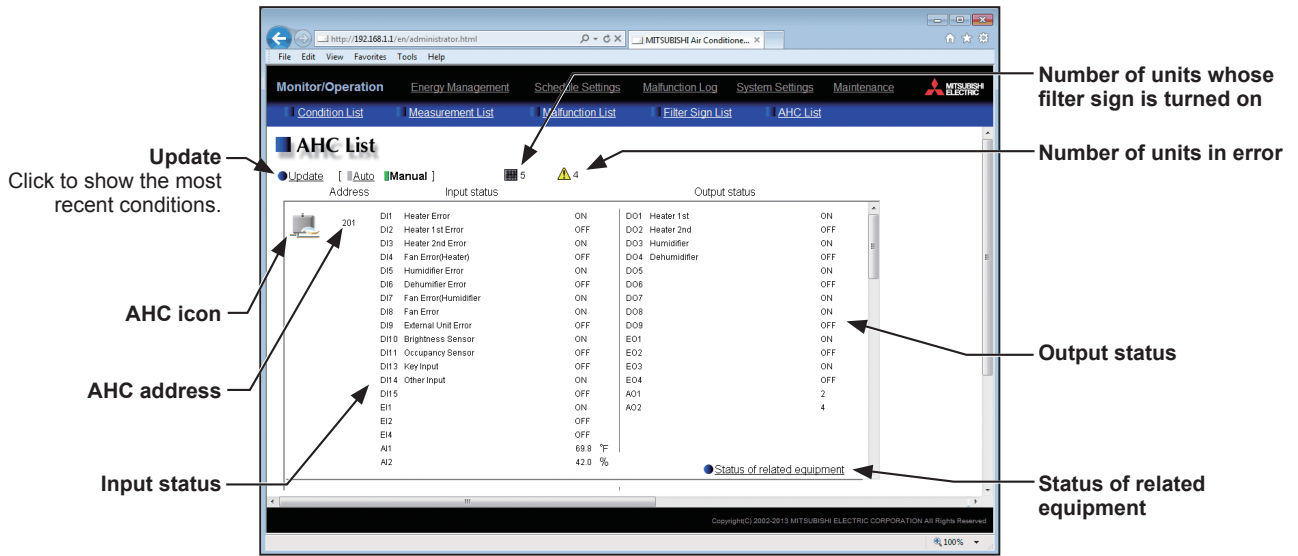 http://192.168.1.1/en/administrator.html
MITSUBISHI Air Conditione...
File Edit View Favorites Tools Help
Monitor/Operation Energy Management Schedule Settings Malfunction Log System Settings Maintenance MITSUBISHI ELECTRIC
Condition List Measurement List Malfunction List Filter Sign List AHC List
AHC List
Update [ Auto Manual ] 5 4
Address Input status Output status
201
DI1 Heater Error ON DO1 Heater 1st ON
DI2 Heater 1st Error OFF DO2 Heater 2nd OFF
DI3 Heater 2nd Error ON DO3 Humidifier ON
DI4 Fan Error(Heater) OFF DO4 Dehumidifier OFF
DI5 Humidifier Error ON DO5 ON
DI6 Dehumifier Error OFF DO6 OFF
DI7 Fan Error(Humidifier ON DO7 ON
DI8 Fan Error ON DO8 ON
DI9 External Unit Error OFF DO9 OFF
DI10 Brightness Sensor ON EO1 ON
DI11 Occupancy Sensor OFF EO2 OFF
DI13 Key Input OFF EO3 ON
DI14 Other Input ON EO4 OFF
DI15 OFF AO1 2
EI1 ON AO2 4
EI2 OFF
EI4 OFF
AI1 69.8 °F
AI2 42.0 %
Status of related equipment
Copyright(C) 2002-2013 MITSUBISHI ELECTRIC CORPORATION All Rights Reserved
100%
Update
Click to show the most
recent conditions.
AHC icon
AHC address
Input status
Number of units whose
filter sign is turned on
Number of units in error
Output status
Status of related
equipment